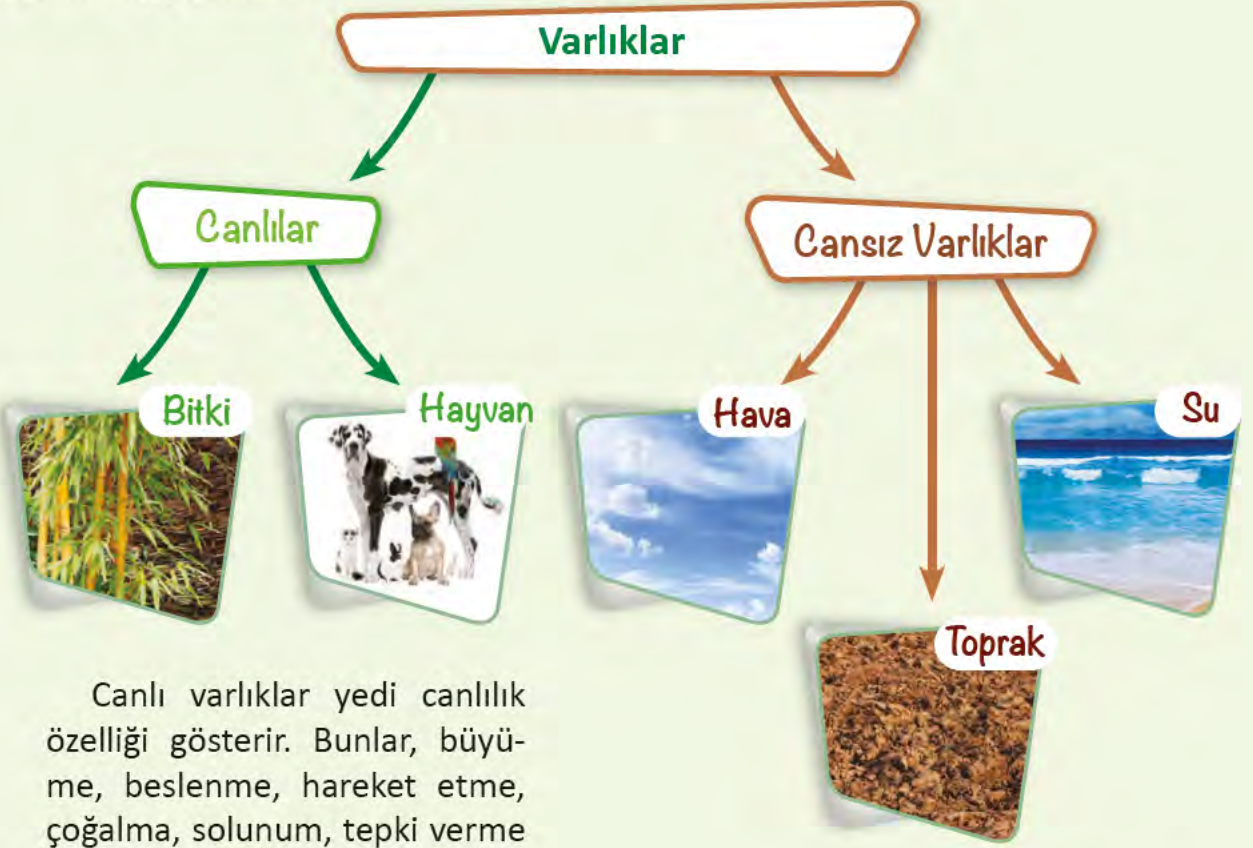 Varlıklar
Canlılar
Cansız Varlıklar
Bitki
Hayvan
Hava
Su
Toprak
Canlı varlıklar yedi canlılık
özelliği gösterir. Bunlar, büyü-
me, beslenme, hareket etme,
çoğalma, solunum, tepki verme